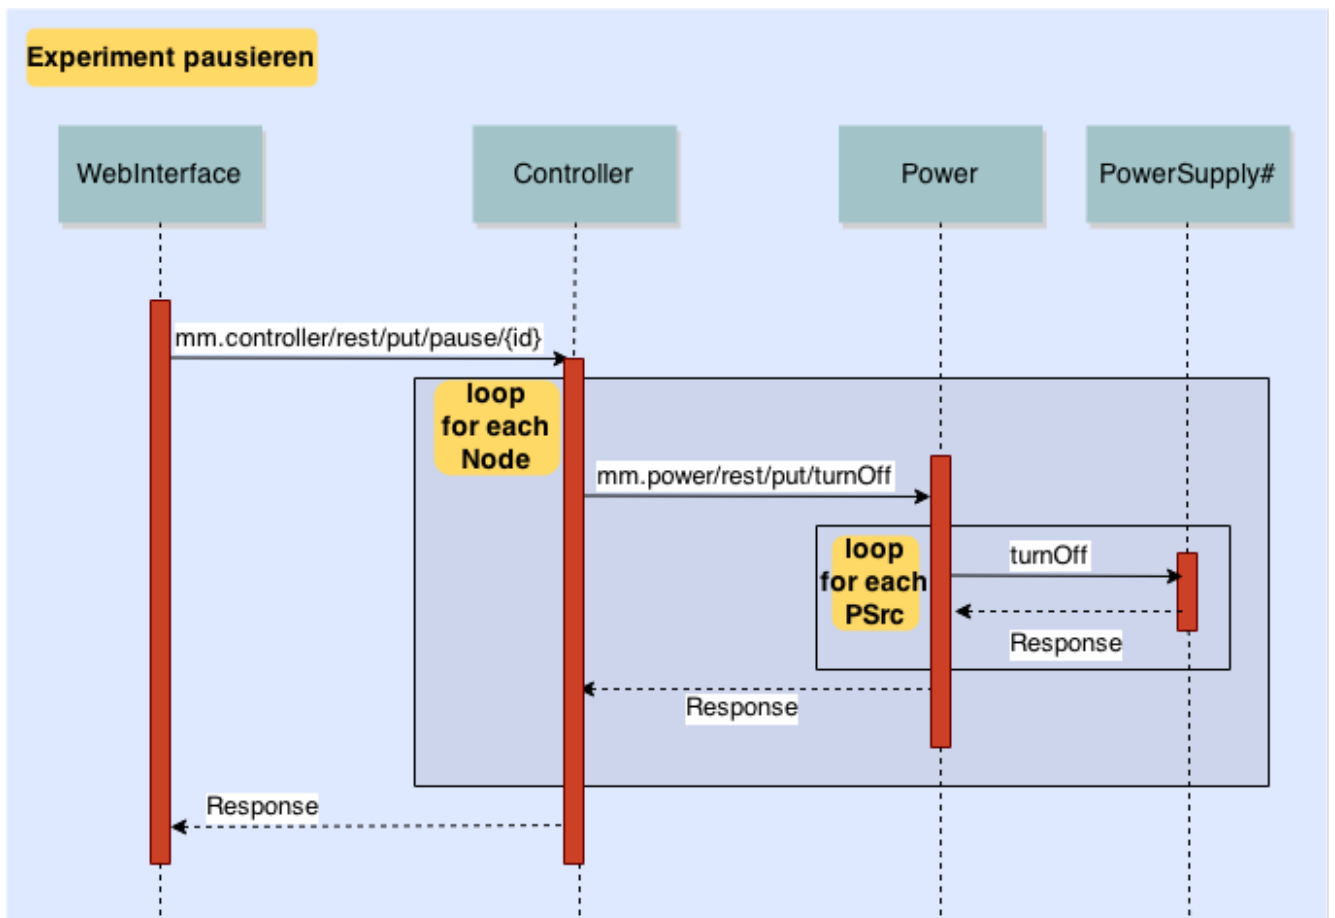 Experiment pausieren
WebInterface
Controller
Power
PowerSupply#
mm.controller/rest/put/pause/{id}
loop
for each
Node
mm.power/rest/put/turnOff
loop
for each
PSrc
turnOff
Response
Response
Response